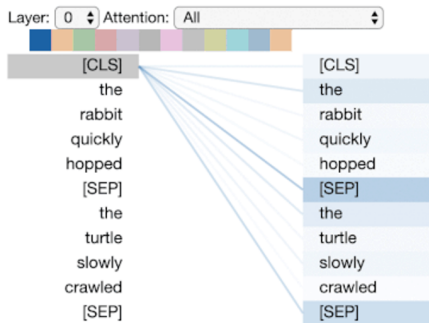 Layer: 0 Attention: All
[CLS] [CLS]
the the
rabbit rabbit
quickly quickly
hopped hopped
[SEP] [SEP]
the the
turtle turtle
slowly slowly
crawled crawled
[SEP] [SEP]